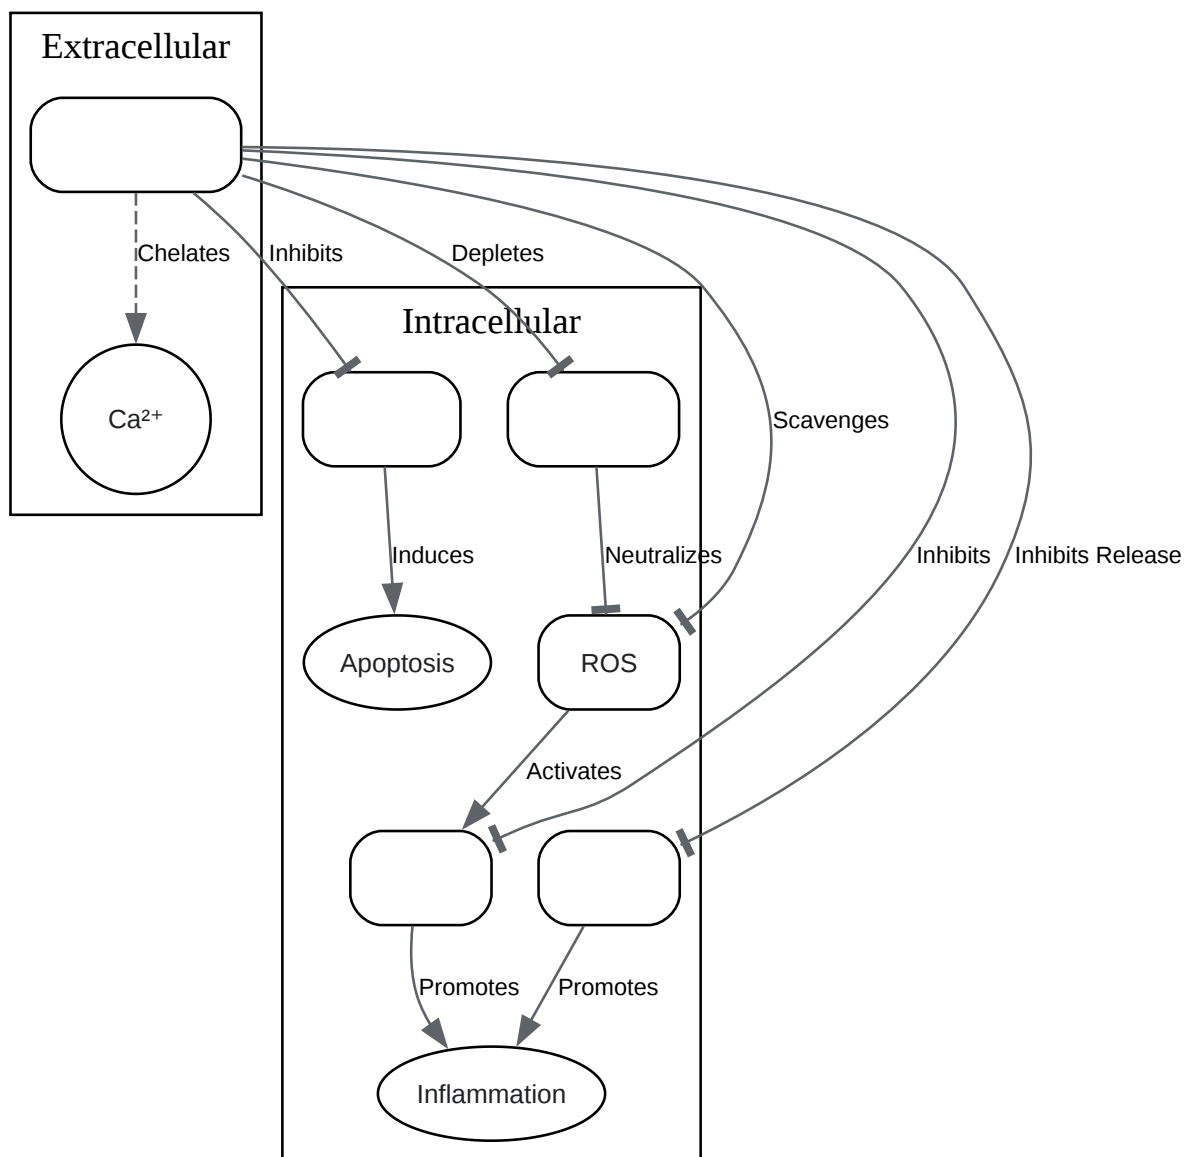 Extracellular
Chelates
Inhibits
Depletes
Intracellular
Ca²⁺
Scavenges
Induces
Neutralizes
Inhibits
Inhibits Release
Apoptosis
ROS
Activates
Promotes
Promotes
Inflammation